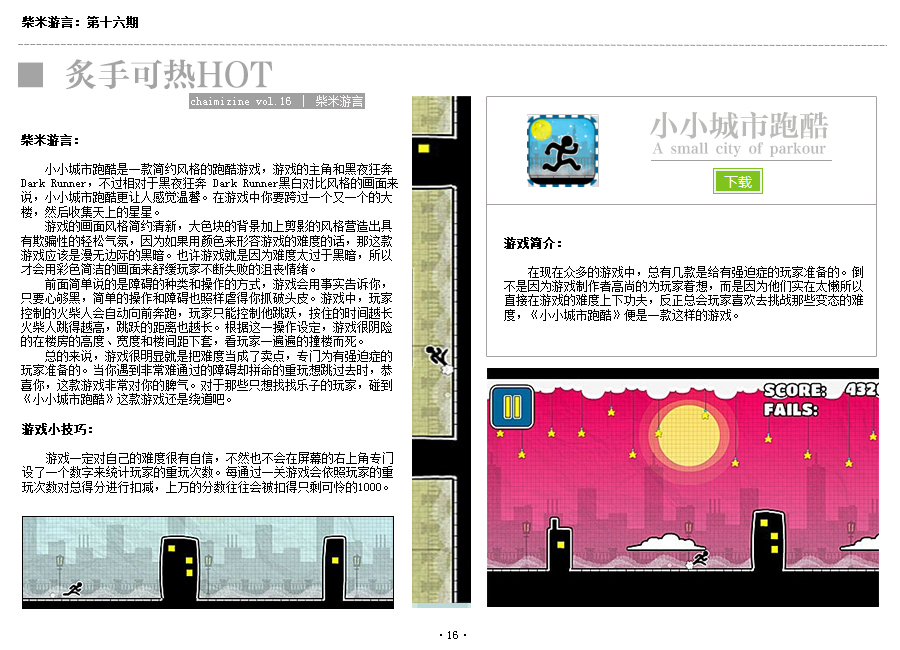 柴米游言：第十六期
炙手可热HOT
chaimizine vol.16 | 柴米游言
柴米游言：
小小城市跑酷是一款简约风格的跑酷游戏，游戏的主角和黑夜狂奔
Dark Runner，不过相对于黑夜狂奔 Dark Runner黑白对比风格的画面来
说，小小城市跑酷更让人感觉温馨。在游戏中你要跨过一个又一个的大
楼，然后收集天上的星星。
游戏的画面风格简约清新，大色块的背景加上剪影的风格营造出具
有欺骗性的轻松气氛，因为如果用颜色来形容游戏的难度的话，那这款
游戏应该是漫无边际的黑暗。也许游戏就是因为难度太过于黑暗，所以
才会用彩色简洁的画面来舒缓玩家不断失败的沮丧情绪。
前面简单说的是障碍的种类和操作的方式，游戏会用事实告诉你，
只要心够黑，简单的操作和障碍也照样虐得你抓破头皮。游戏中，玩家
控制的火柴人会自动向前奔跑，玩家只能控制他跳跃，按住的时间越长
火柴人跳得越高，跳跃的距离也越长。根据这一操作设定，游戏很阴险
的在楼房的高度、宽度和楼间距下套，看玩家一遍遍的撞楼而死。
总的来说，游戏很明显就是把难度当成了卖点，专门为有强迫症的
玩家准备的。当你遇到非常难通过的障碍却拼命的重玩想跳过去时，恭
喜你，这款游戏非常对你的脾气。对于那些只想找找乐子的玩家，碰到
《小小城市跑酷》这款游戏还是绕道吧。
游戏小技巧：
游戏一定对自己的难度很有自信，不然也不会在屏幕的右上角专门
设了一个数字来统计玩家的重玩次数。每通过一关游戏会依照玩家的重
玩次数对总得分进行扣减，上万的分数往往会被扣得只剩可怜的1000。
小小城市跑酷
A small city of parkour
下载
游戏简介：
在现在众多的游戏中，总有几款是给有强迫症的玩家准备的。倒
不是因为游戏制作者高尚的为玩家着想，而是因为他们实在太懒所以
直接在游戏的难度上下功夫，反正总会玩家喜欢去挑战那些变态的难
度，《小小城市跑酷》便是一款这样的游戏。
SCORE: 432
FAILS:
·16·